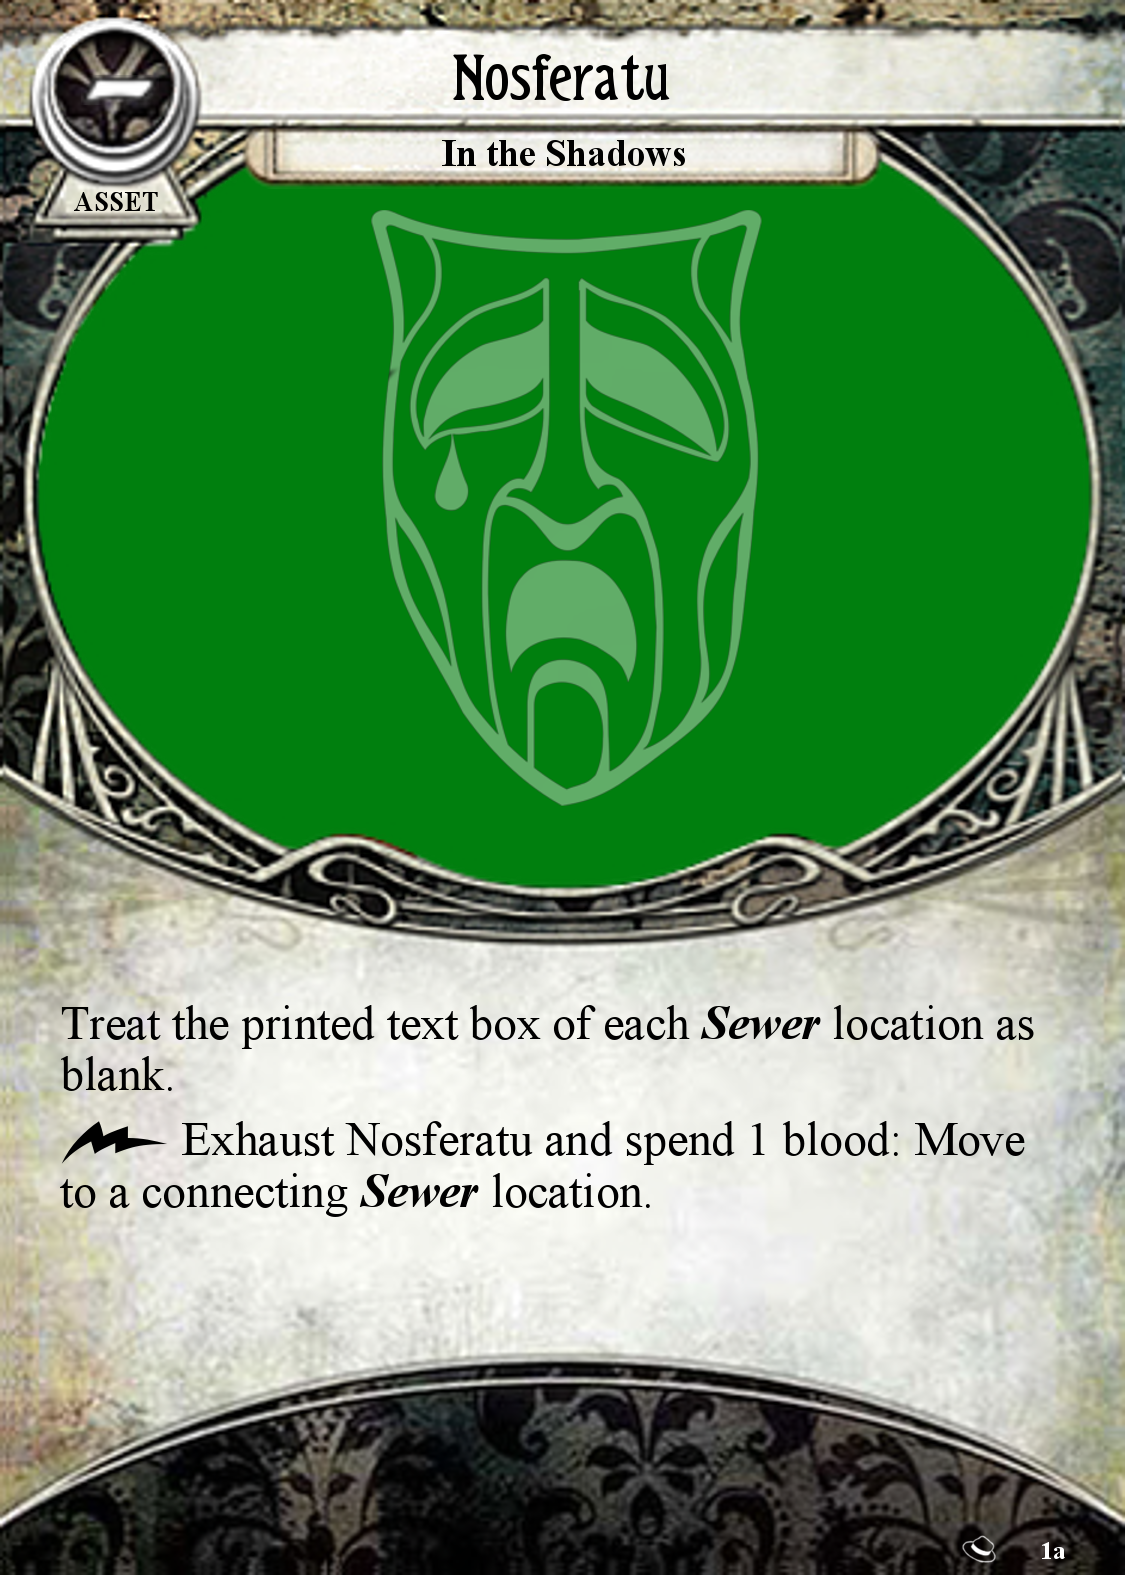 Nosferatu
In the Shadows
ASSET
Treat the printed text box of each Sewer location as
blank.
Exhaust Nosferatu and spend 1 blood: Move
to a connecting Sewer location.
1a